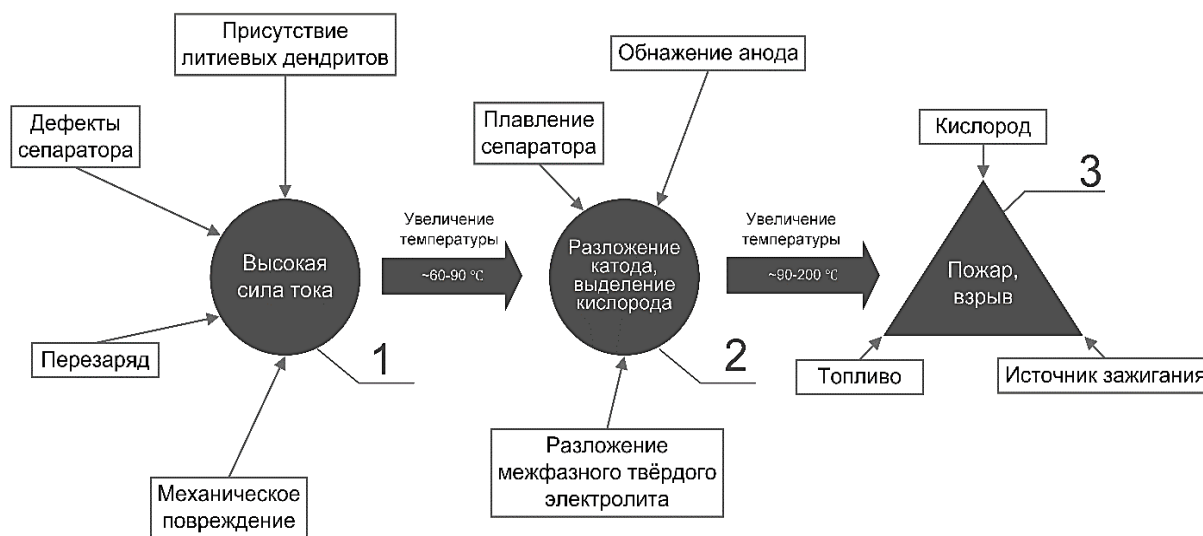 Присутствие
литиевых дендритов
Дефекты
сепаратора
Высокая
сила тока
Перезаряд
Механическое
повреждение
1
Увеличение
температуры
~60-90 °C
Обнажение анода
Плавление
сепаратора
Разложение
катода,
выделение
кислорода
Разложение
межфазного твёрдого
электролита
2
Увеличение
температуры
~90-200 °C
Кислород
3
Пожар,
взрыв
Топливо
Источник зажигания